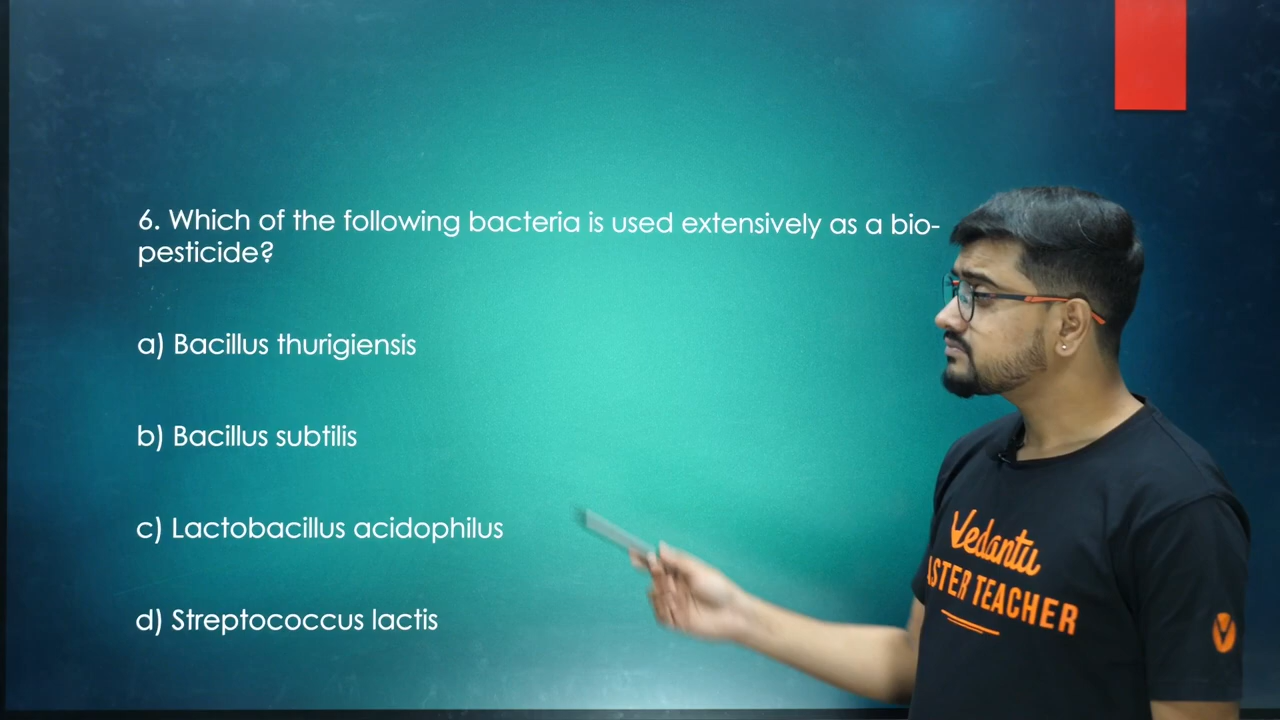 6. Which of the following bacteria is used extensively as a bio-
pesticide?
a) Bacillus thurigiensis
b) Bacillus subtilis
c) Lactobacillus acidophilus
d) Streptococcus lactis
Vedantu
ASTER TEACHER